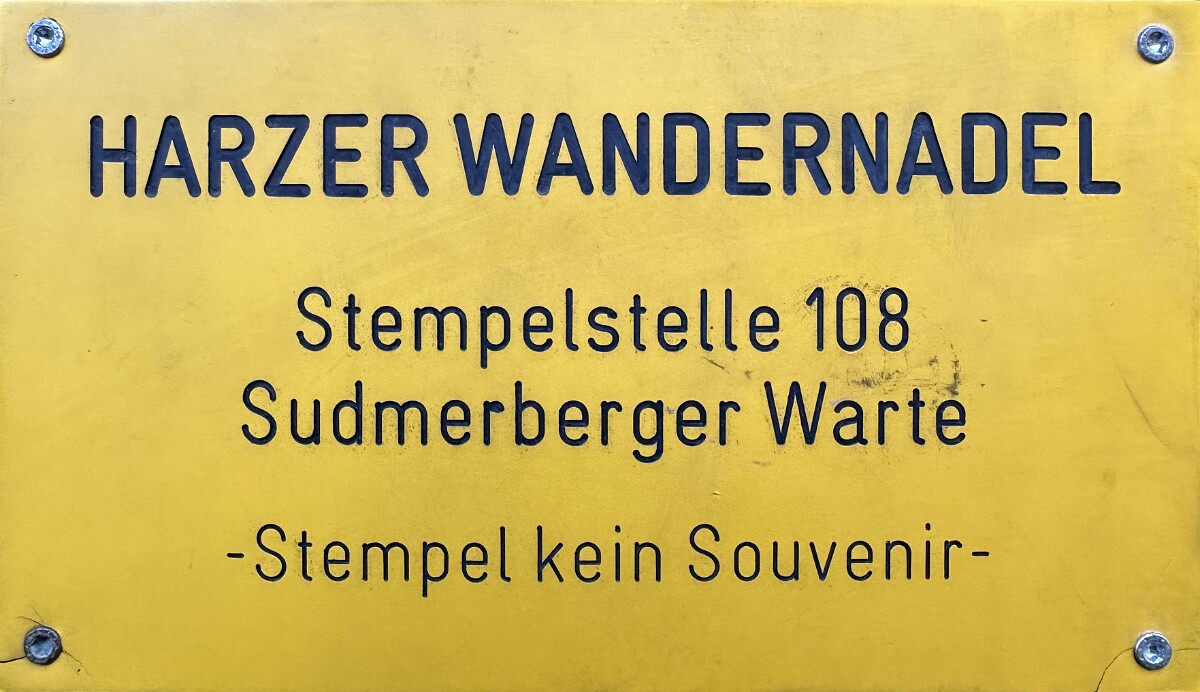 HARZER WANDERNADEL
Stempelstelle 108
Sudmerberger Warte
-Stempel kein Souvenir-